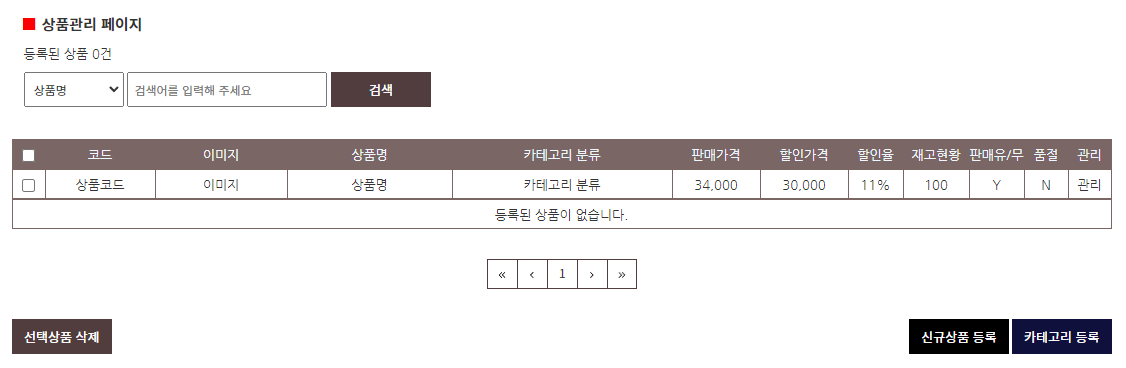 상품관리 페이지
등록된 상품 0건
상품명 검색어를 입력해 주세요 검색
코드 이미지 상품명 카테고리 분류 판매가격 할인가격 할인율 재고현황 판매유/무 품절 관리
상품코드 이미지 상품명 카테고리 분류 34,000 30,000 11% 100 Y N 관리
등록된 상품이 없습니다.
« ‹ 1 › »
선택상품 삭제 신규상품 등록 카테고리 등록